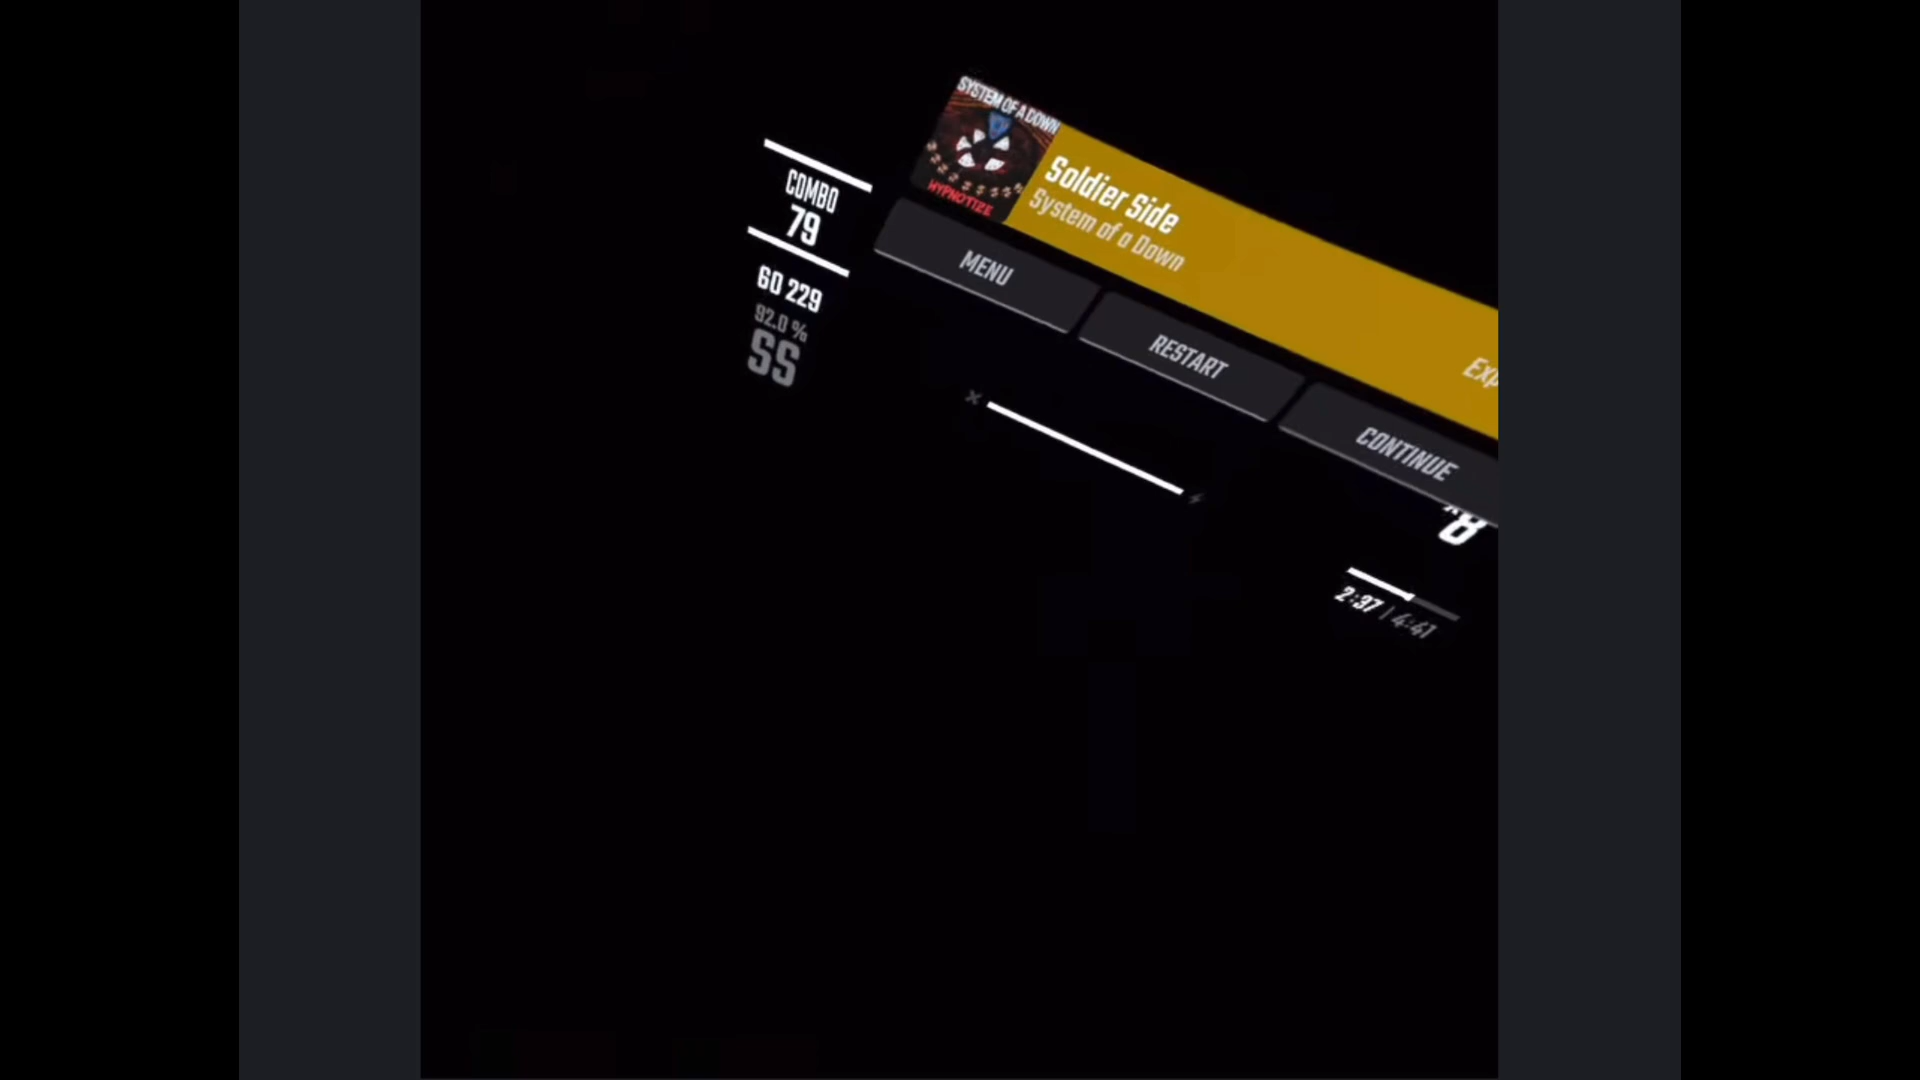 SYSTEM OF A DOWN
HYPNOTIZE
Soldier Side
System of a Down
Exp
COMBO
79
60 229
92.0 %
SS
MENU
RESTART
CONTINUE
8
2:37 | 4:41